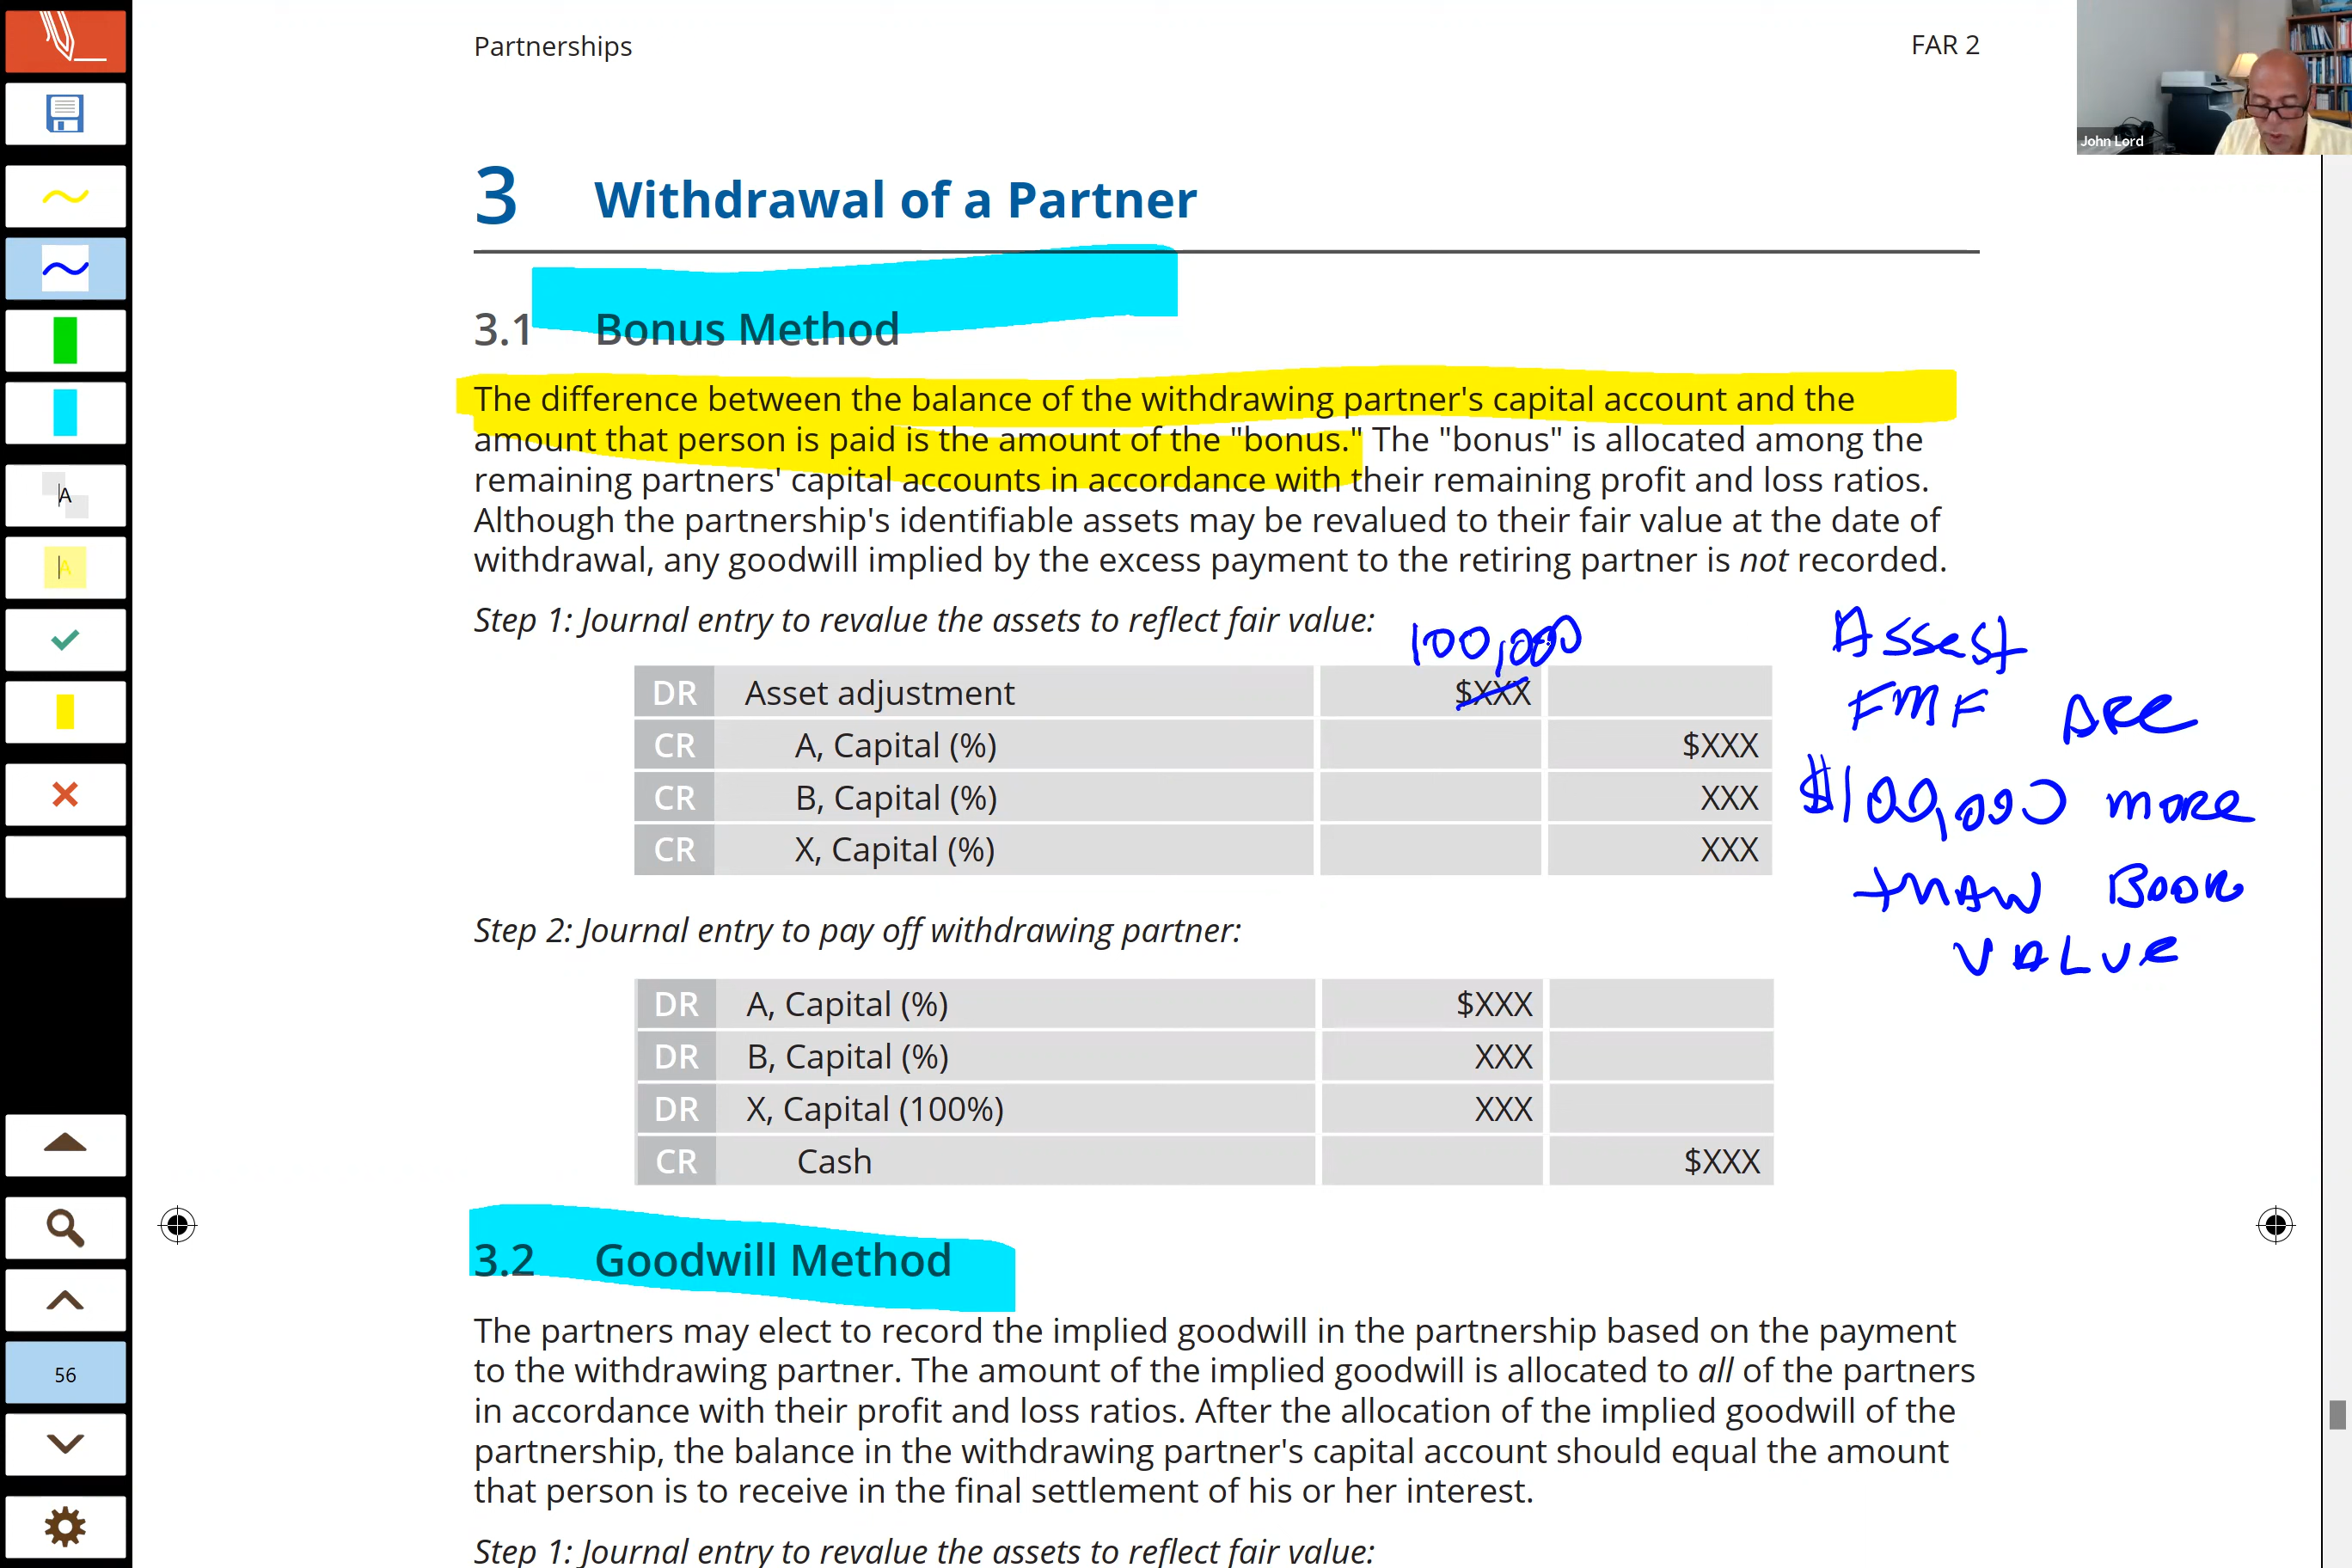 Partnerships
FAR 2
John Lord
3 Withdrawal of a Partner
3.1 Bonus Method
The difference between the balance of the withdrawing partner's capital account and the
amount that person is paid is the amount of the "bonus." The "bonus" is allocated among the
remaining partners' capital accounts in accordance with their remaining profit and loss ratios.
Although the partnership's identifiable assets may be revalued to their fair value at the date of
withdrawal, any goodwill implied by the excess payment to the retiring partner is not recorded.
Step 1: Journal entry to revalue the assets to reflect fair value:
100,000
DR Asset adjustment $XXX
CR A, Capital (%) $XXX
CR B, Capital (%) XXX
CR X, Capital (%) XXX
Assest
FMF ARE
$100,000 more
than Book
VALUE
Step 2: Journal entry to pay off withdrawing partner:
DR A, Capital (%) $XXX
DR B, Capital (%) XXX
DR X, Capital (100%) XXX
CR Cash $XXX
3.2 Goodwill Method
The partners may elect to record the implied goodwill in the partnership based on the payment
to the withdrawing partner. The amount of the implied goodwill is allocated to all of the partners
in accordance with their profit and loss ratios. After the allocation of the implied goodwill of the
partnership, the balance in the withdrawing partner's capital account should equal the amount
that person is to receive in the final settlement of his or her interest.
Step 1: Journal entry to revalue the assets to reflect fair value:
A
A
56